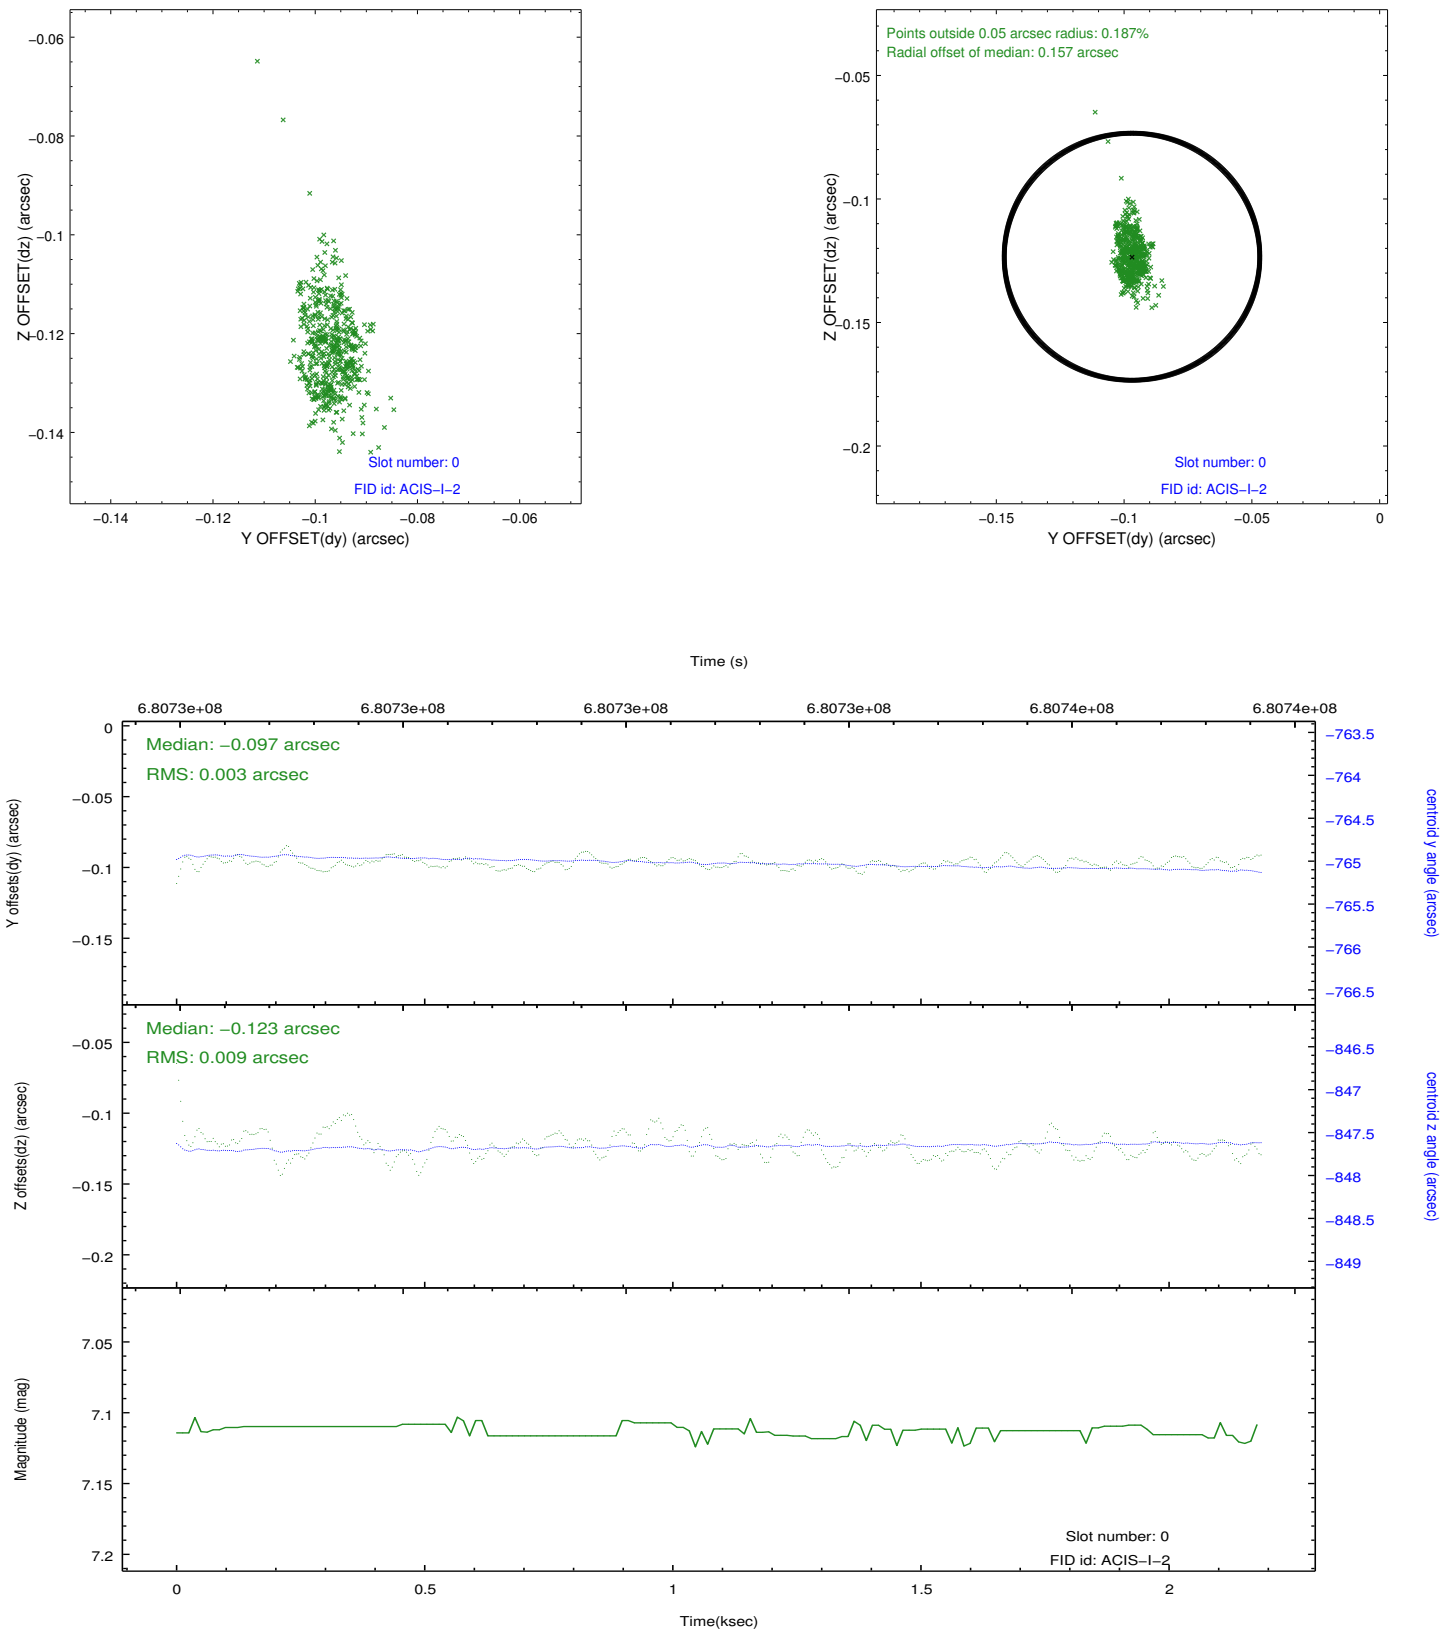 −0.06
−0.08
−0.1
−0.12
−0.14
Z OFFSET(dz) (arcsec)
Slot number: 0
FID id: ACIS−I−2
−0.14
−0.12
−0.1
−0.08
−0.06
Y OFFSET(dy) (arcsec)
Points outside 0.05 arcsec radius: 0.187%
Radial offset of median: 0.157 arcsec
−0.05
−0.1
−0.15
−0.2
Z OFFSET(dz) (arcsec)
Slot number: 0
FID id: ACIS−I−2
−0.15
−0.1
−0.05
0
Y OFFSET(dy) (arcsec)
Time (s)
6.8073e+08
6.8073e+08
6.8073e+08
6.8073e+08
6.8074e+08
6.8074e+08
Median: −0.097 arcsec
RMS: 0.003 arcsec
0
−0.05
−0.1
−0.15
Y offsets(dy) (arcsec)
−763.5
−764
−764.5
−765
−765.5
−766
−766.5
centroid y angle (arcsec)
Median: −0.123 arcsec
RMS: 0.009 arcsec
−0.05
−0.1
−0.15
−0.2
Z offsets(dz) (arcsec)
−846.5
−847
−847.5
−848
−848.5
−849
centroid z angle (arcsec)
7.05
7.1
7.15
7.2
Magnitude (mag)
Slot number: 0
FID id: ACIS−I−2
0
0.5
1
1.5
2
Time(ksec)